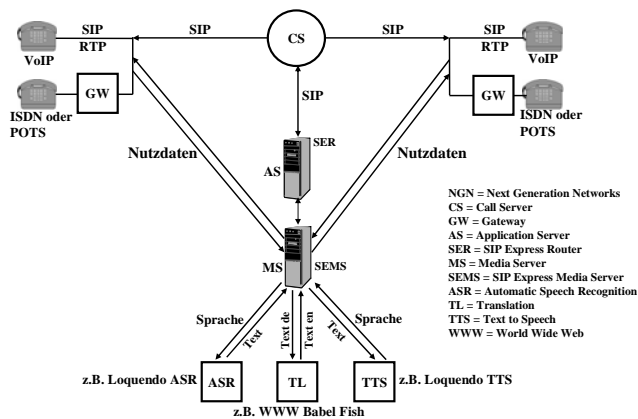 SIP
SIP
CS
SIP
SIP
RTP
RTP
VoIP
VoIP
GW
GW
SIP
ISDN oder
POTS
ISDN oder
POTS
SER
AS
Nutzdaten
Nutzdaten
NGN = Next Generation Networks
CS = Call Server
GW = Gateway
AS = Application Server
SER = SIP Express Router
MS = Media Server
SEMS = SIP Express Media Server
ASR = Automatic Speech Recognition
TL = Translation
TTS = Text to Speech
WWW = World Wide Web
MS
SEMS
Sprache
Text
Text de
Text en
Text
Sprache
z.B. Loquendo ASR
ASR
TL
TTS
z.B. Loquendo TTS
z.B. WWW Babel Fish